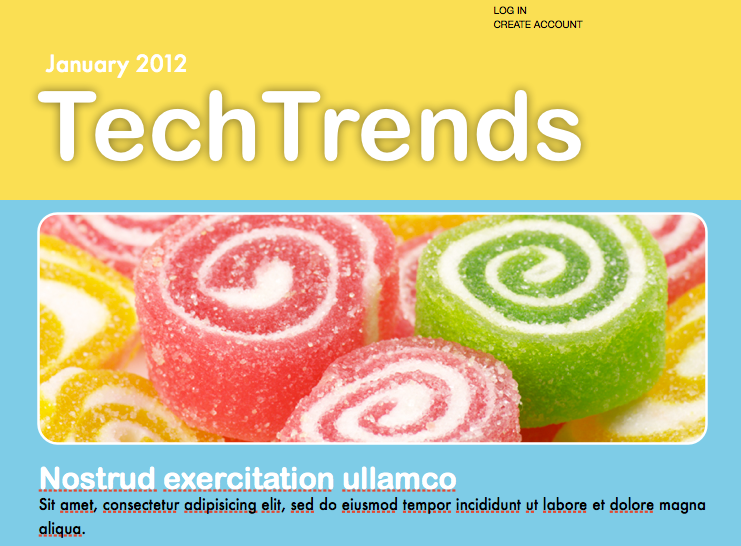 LOG IN
CREATE ACCOUNT
January 2012
TechTrends
Nostrud exercitation ullamco
Sit amet, consectetur adipisicing elit, sed do eiusmod tempor incididunt ut labore et dolore magna
aliqua.